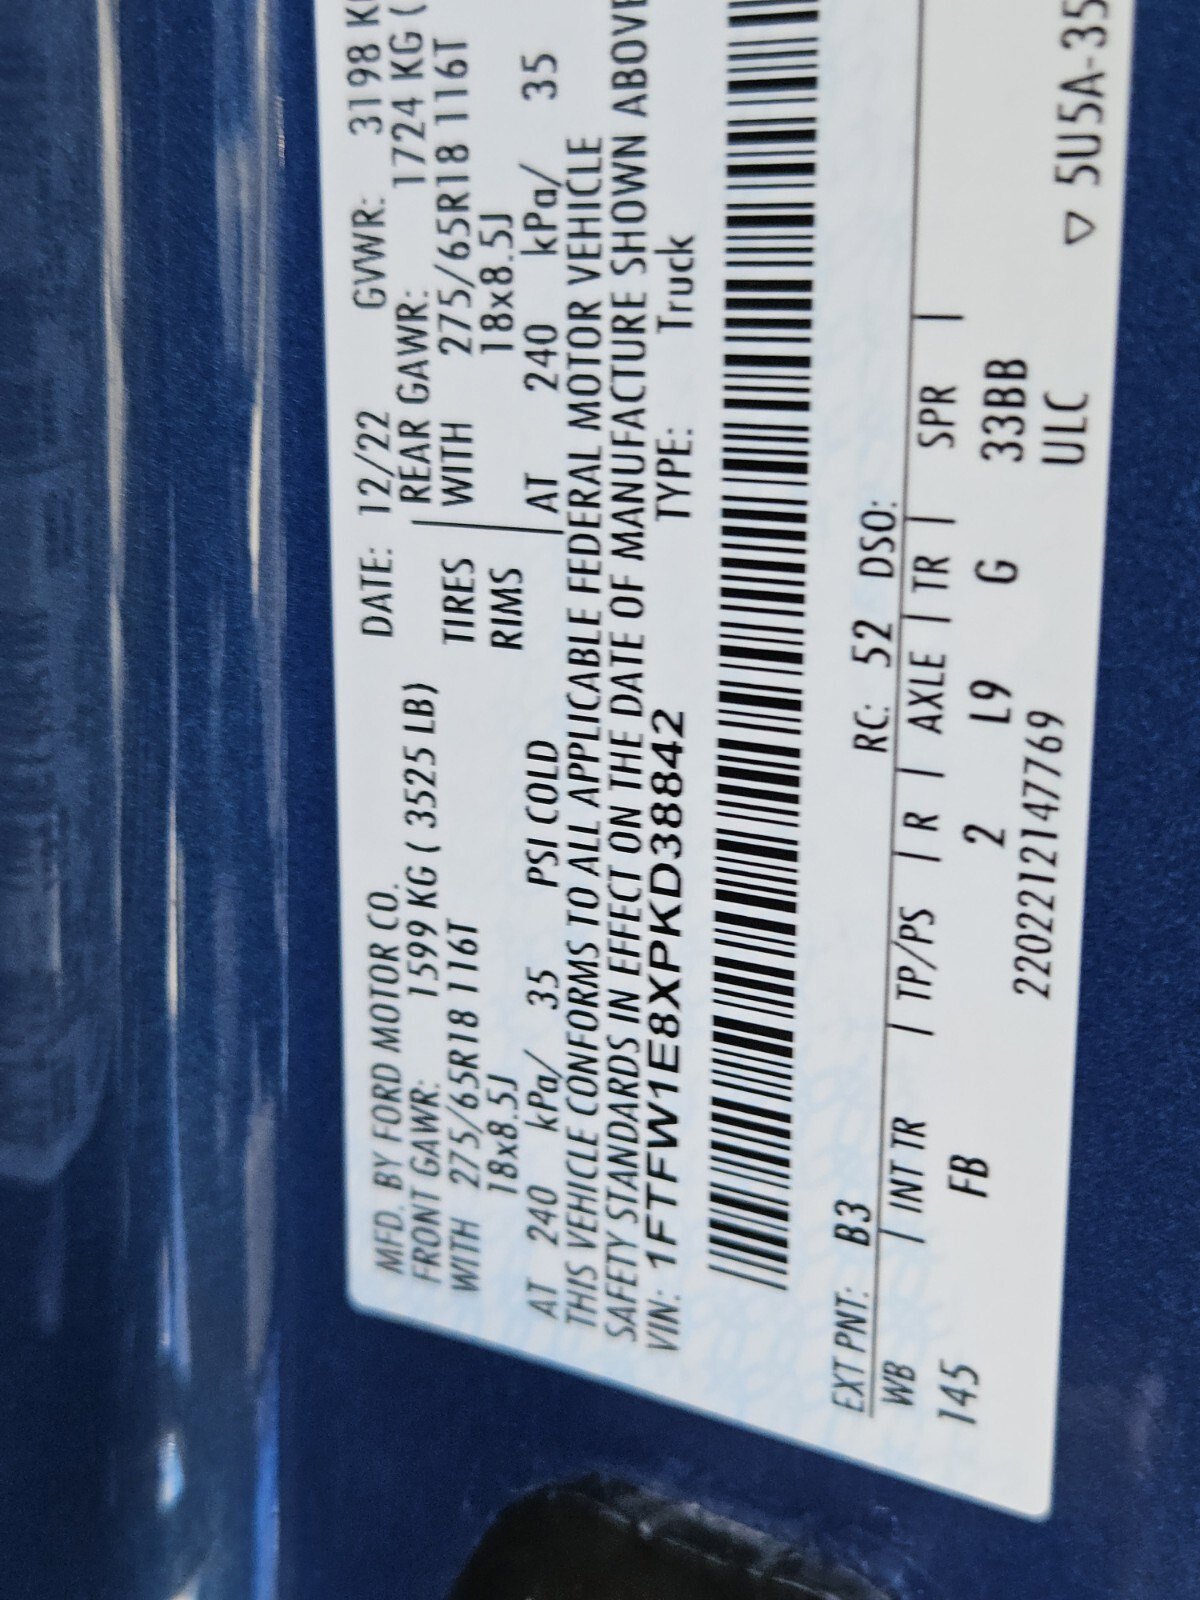 MFD. BY FORD MOTOR CO. DATE: 12/22 GVWR: 3198 K
FRONT GAWR: 1599 KG ( 3525 LB) REAR GAWR: 1724 KG (
WITH 275/65R18 116T TIRES WITH 275/65R18 116T
18x8.5J RIMS 18x8.5J
AT 240 kPa/ 35 PSI COLD AT 240 kPa/ 35
THIS VEHICLE CONFORMS TO ALL APPLICABLE FEDERAL MOTOR VEHICLE
SAFETY STANDARDS IN EFFECT ON THE DATE OF MANUFACTURE SHOWN ABOVE
VIN: 1FTFW1E8XPKD38842 TYPE: Truck
EXT PNT: B3 RC: 52 DSO:
WB | INT TR | TP/PS | R | AXLE | TR | SPR |
145 FB 2 L9 G 33BB
22022121147769 ULC
▽ 5U5A-35